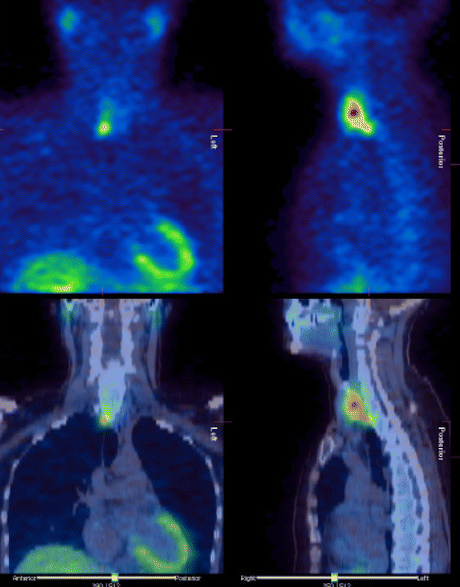 Left
Posterior
Left
Posterior
Anterior
Posterior
Right
Left